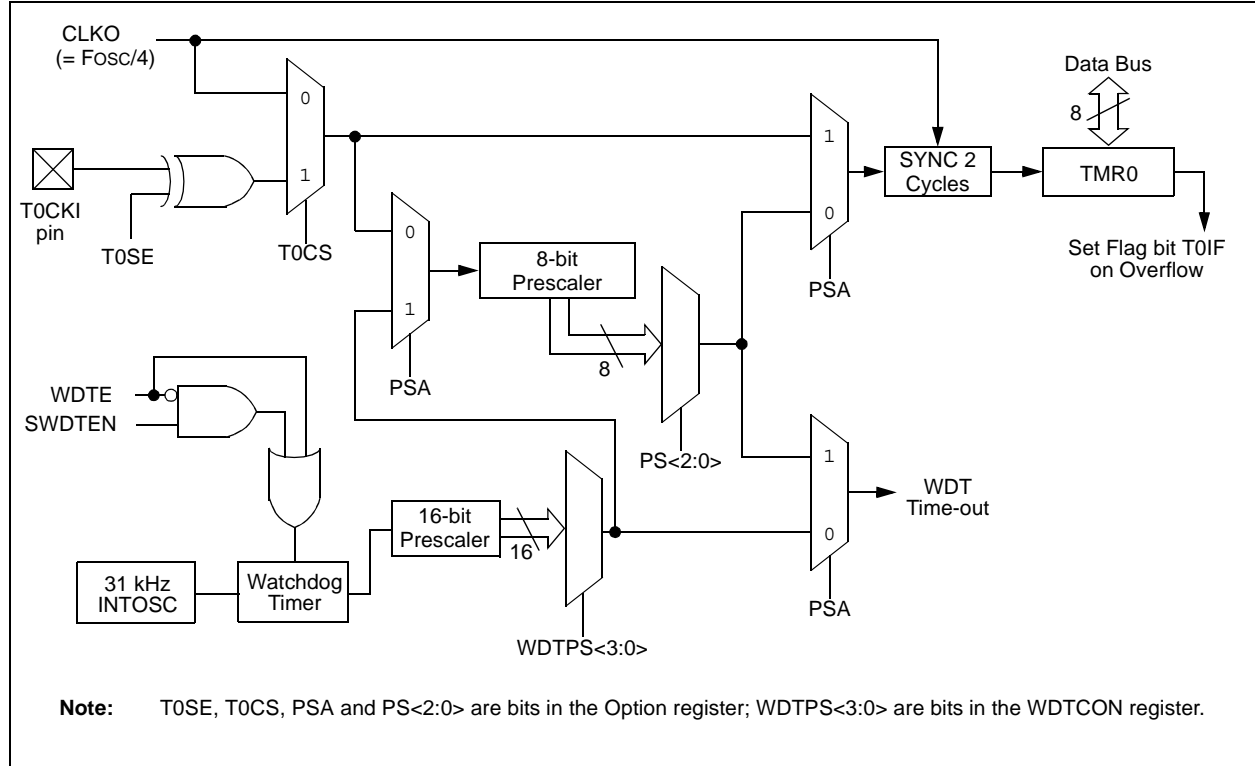 CLKO
(= FOSC/4)
0
1
T0CKI
pin
T0SE
T0CS
0
1
PSA
8-bit
Prescaler
8
PS<2:0>
1
0
PSA
SYNC 2
Cycles
Data Bus
8
TMR0
Set Flag bit T0IF
on Overflow
WDTE
SWDTEN
31 kHz
INTOSC
Watchdog
Timer
16-bit
Prescaler
16
WDTPS<3:0>
1
0
PSA
WDT
Time-out
Note: T0SE, T0CS, PSA and PS<2:0> are bits in the Option register; WDTPS<3:0> are bits in the WDTCON register.